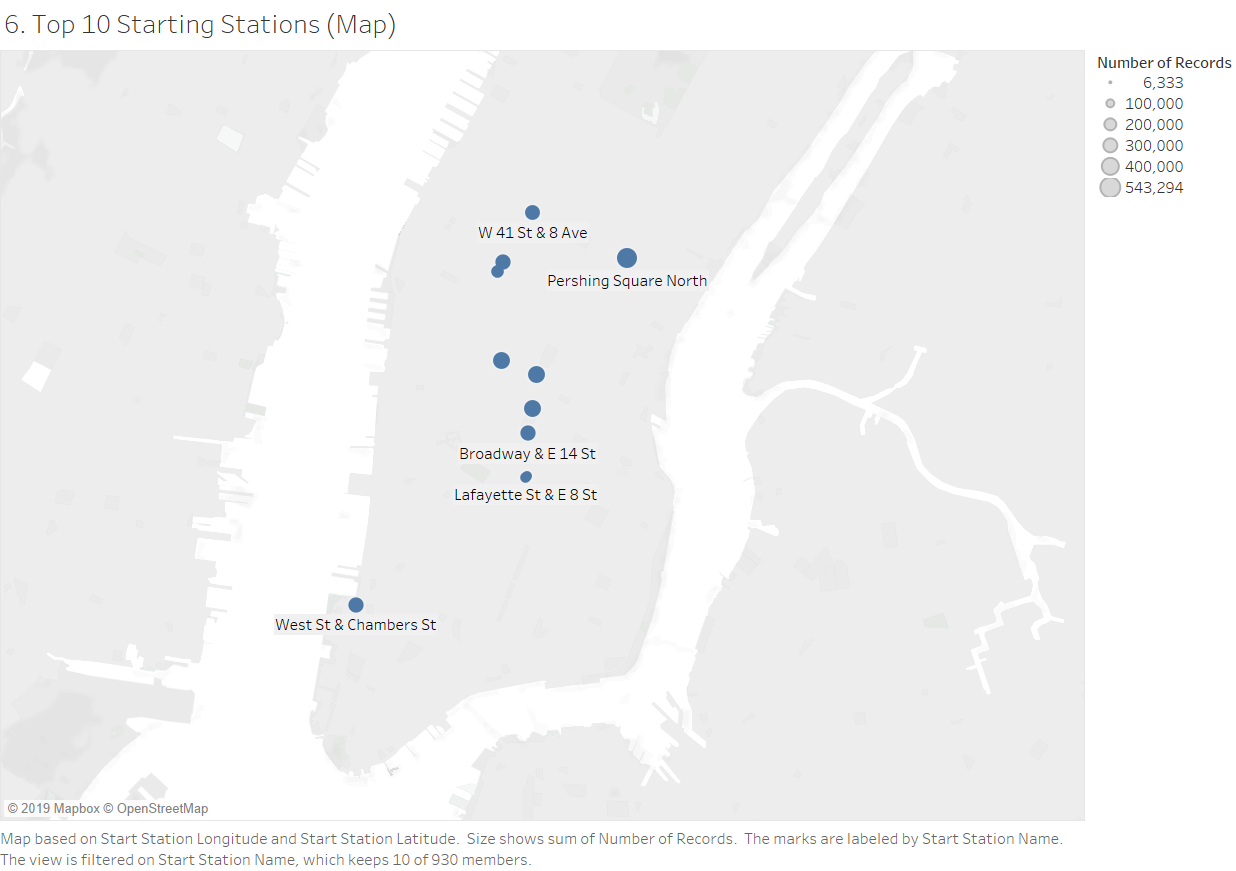 6. Top 10 Starting Stations (Map)
Number of Records
6,333
100,000
200,000
300,000
400,000
543,294
W 41 St & 8 Ave
Pershing Square North
Broadway & E 14 St
Lafayette St & E 8 St
West St & Chambers St
© 2019 Mapbox © OpenStreetMap
Map based on Start Station Longitude and Start Station Latitude.  Size shows sum of Number of Records.  The marks are labeled by Start Station Name.
The view is filtered on Start Station Name, which keeps 10 of 930 members.